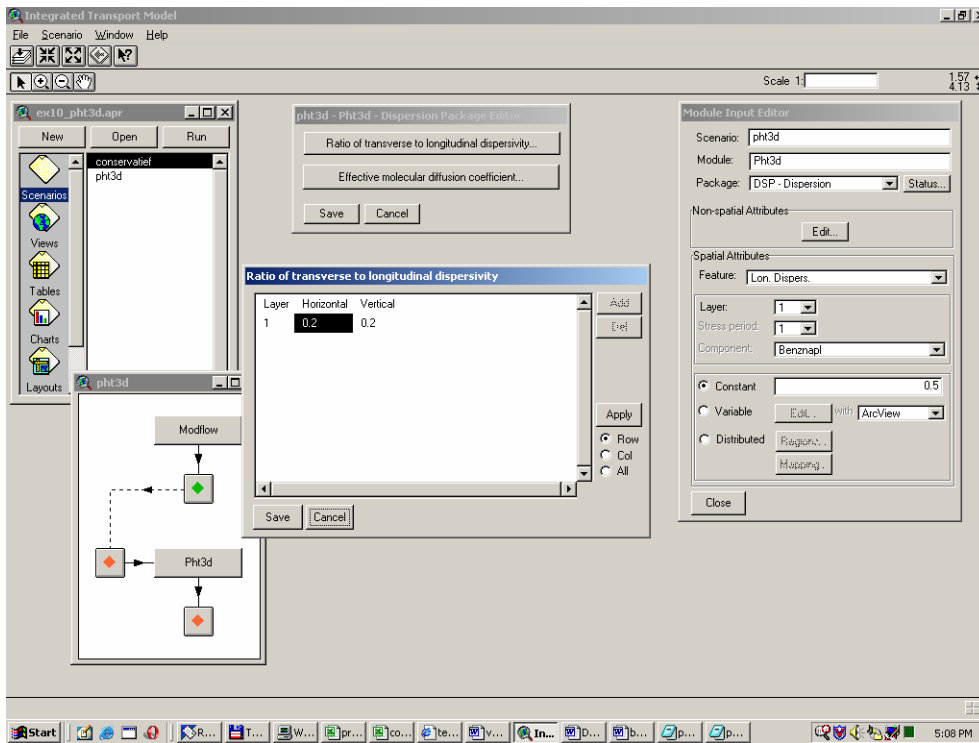 Integrated Transport Model
File Scenario Window Help
Scale 1:
1.57
4.13
ex10_pht3d.apr
New Open Run
Scenarios
Views
Tables
Charts
Layouts
conservatief
pht3d
pht3d - Pht3d - Dispersion Package Editor
Ratio of transverse to longitudinal dispersivity...
Effective molecular diffusion coefficient...
Save Cancel
Module Input Editor
Scenario: pht3d
Module: Pht3d
Package: DSP - Dispersion Status...
Non-spatial Attributes
Edit...
Spatial Attributes
Feature: Lon. Dispers.
Layer: 1
Stress period: 1
Component: Benznapl
Constant 0.5
Variable Edit... with ArcView
Distributed Regions...
Mapping...
Close
Ratio of transverse to longitudinal dispersivity
Layer Horizontal Vertical
1 0.2 0.2
Add
Del
Apply
Row
Col
All
Save Cancel
pht3d
Modflow
Pht3d
Start R... T... W... pr... co... te... v... In... D... b... p... p... 5:08 PM